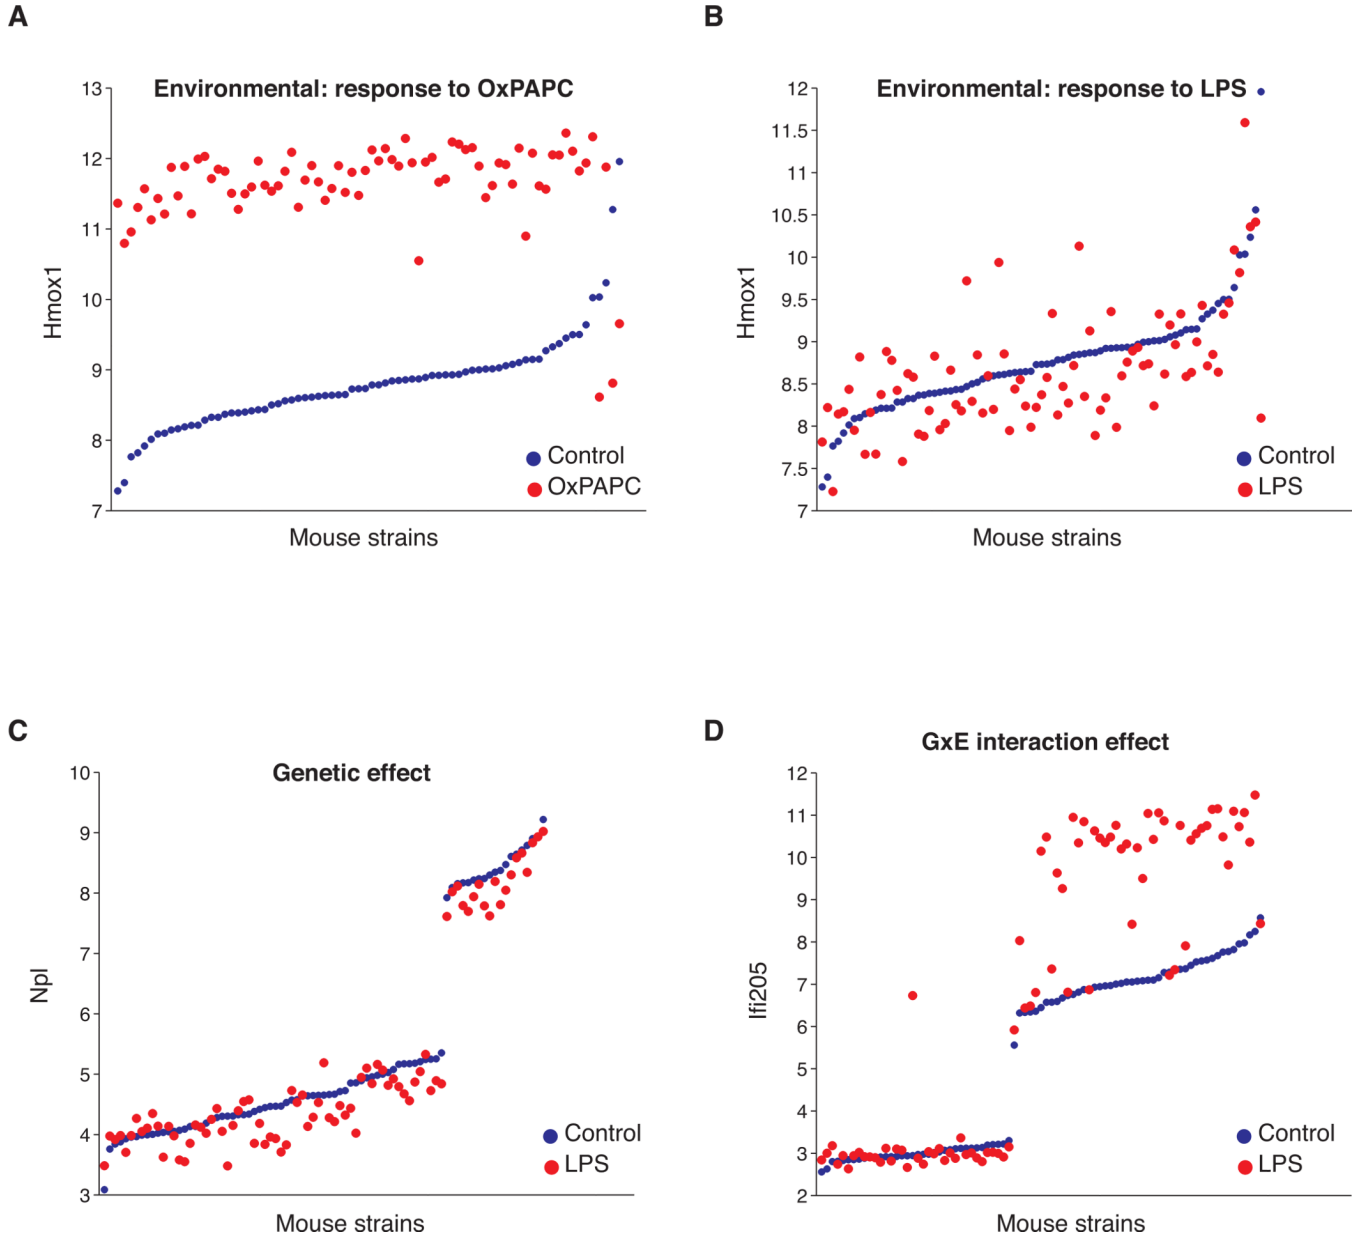 A
Environmental: response to OxPAPC
13
12
11
10
9
8
7
Hmox1
Control
OxPAPC
Mouse strains
B
Environmental: response to LPS
12
11.5
11
10.5
10
9.5
9
8.5
8
7.5
7
Hmox1
Control
LPS
Mouse strains
C
Genetic effect
10
9
8
7
6
5
4
3
Npl
Control
LPS
Mouse strains
D
GxE interaction effect
12
11
10
9
8
7
6
5
4
3
2
Ifi205
Control
LPS
Mouse strains